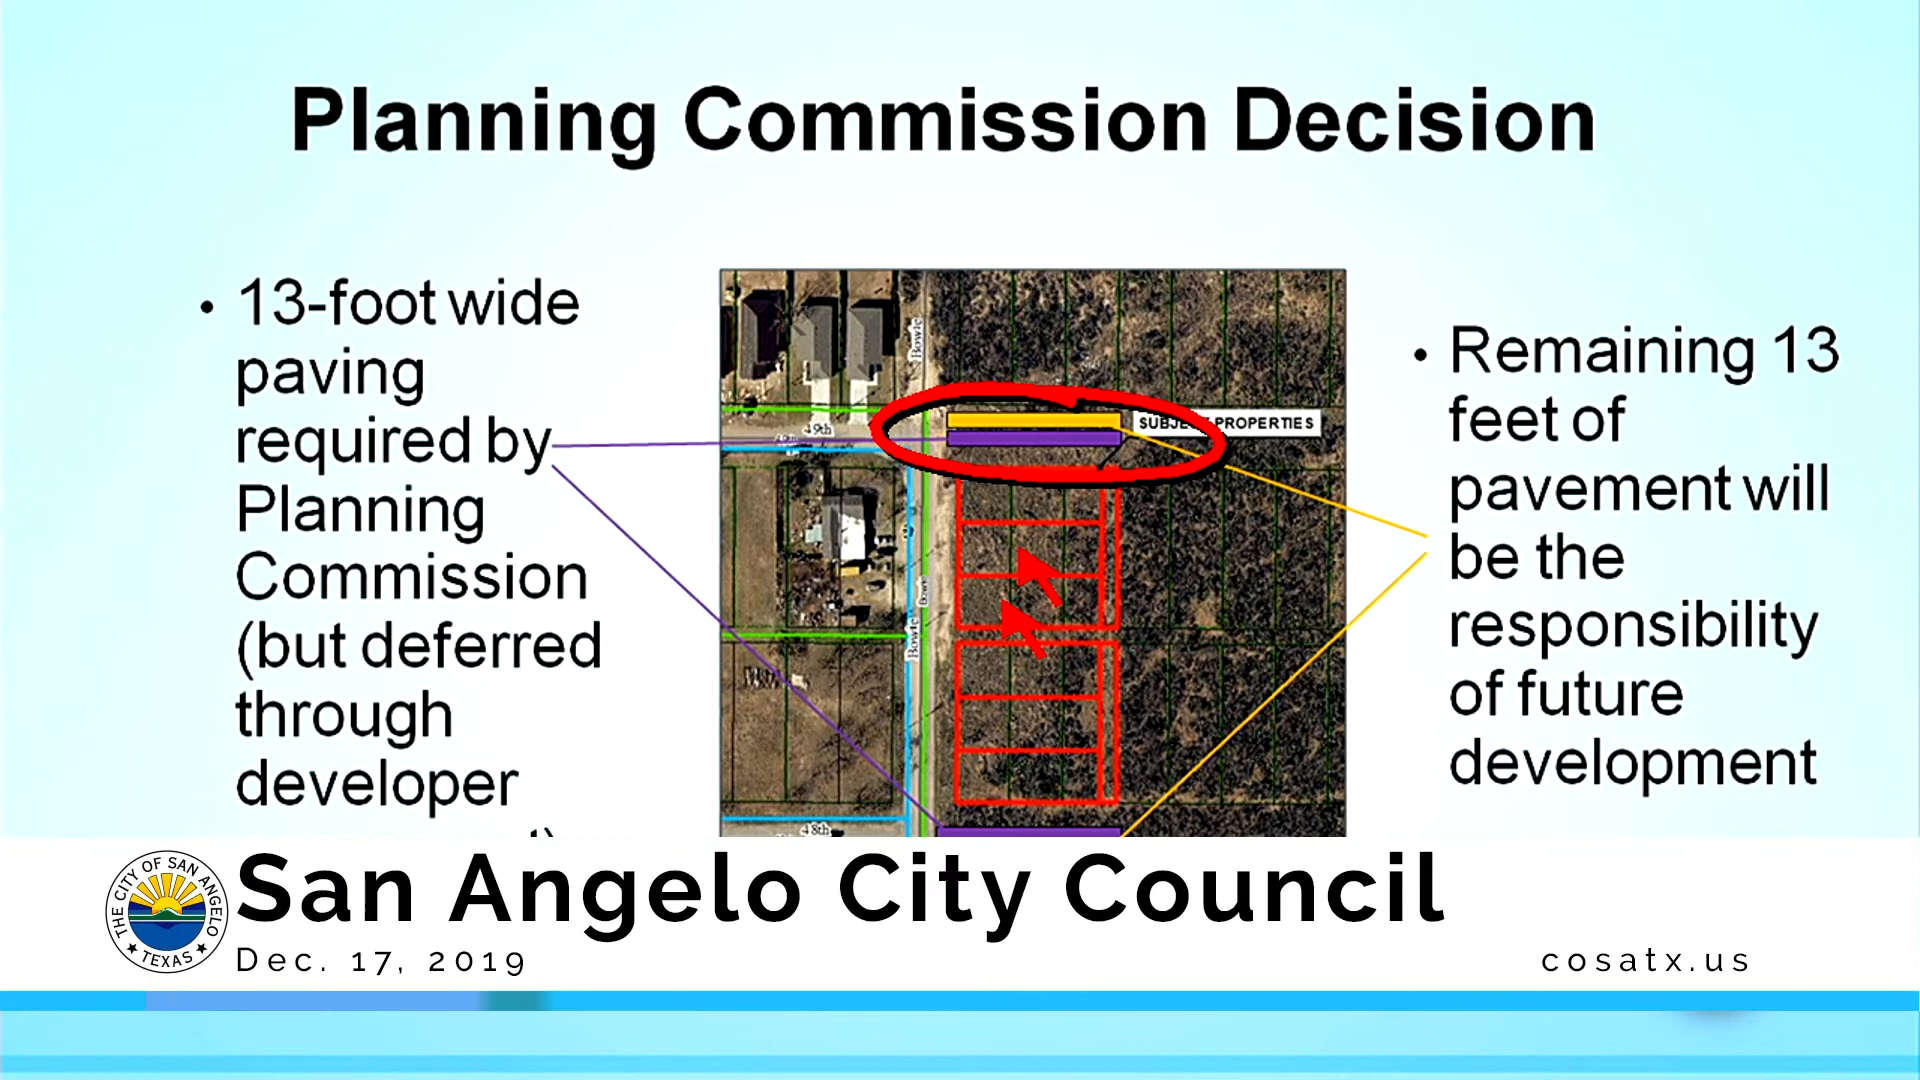 Planning Commission Decision
• 13-foot wide
paving
required by
Planning
Commission
(but deferred
through
developer
Bowie
49th
SUBJECT PROPERTIES
Bowie
Bowie
48th
• Remaining 13
feet of
pavement will
be the
responsibility
of future
development
THE CITY OF SAN ANGELO
TEXAS
San Angelo City Council
Dec. 17, 2019
cosatx.us